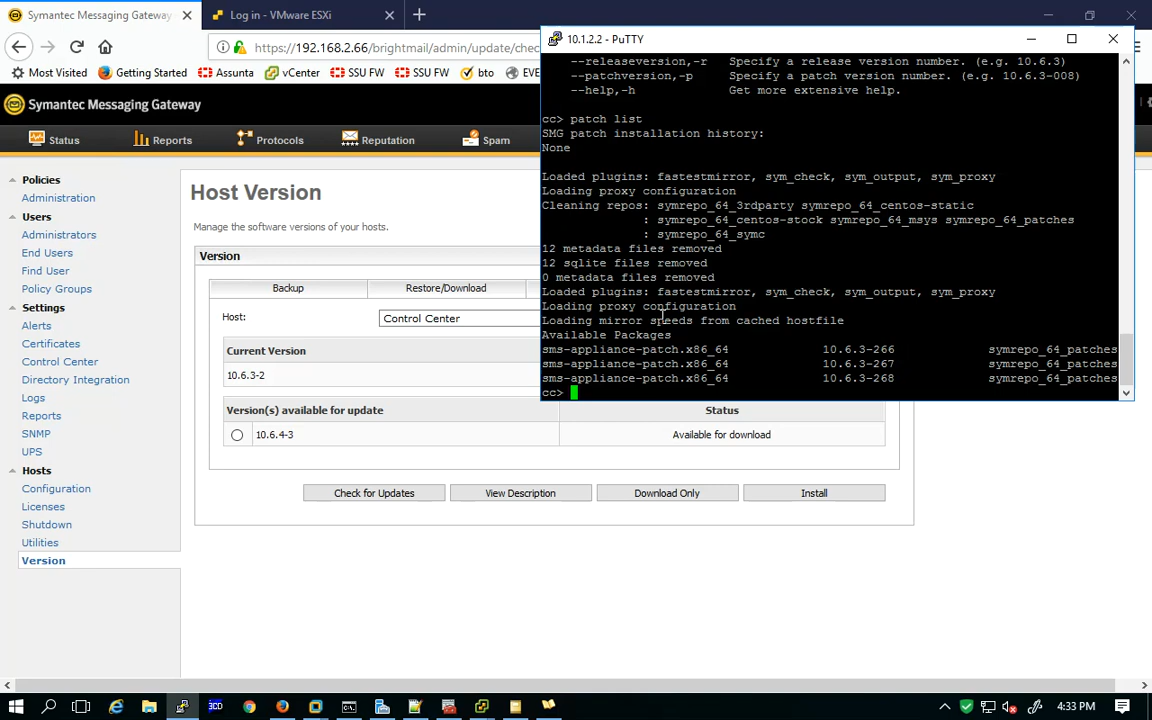 Symantec Messaging Gateway
Log in - VMware ESXi
https://192.168.2.66/brightmail/admin/update/chec
Most Visited
Getting Started
Assunta
vCenter
SSU FW
SSU FW
bto
EVE
Symantec Messaging Gateway
Status
Reports
Protocols
Reputation
Spam
Policies
Administration
Users
Administrators
End Users
Find User
Policy Groups
Settings
Alerts
Certificates
Control Center
Directory Integration
Logs
Reports
SNMP
UPS
Hosts
Configuration
Licenses
Shutdown
Utilities
Version
Host Version
Manage the software versions of your hosts.
Version
Backup
Restore/Download
Host:
Control Center
Current Version
10.6.3-2
Version(s) available for update
Status
10.6.4-3
Available for download
Check for Updates
View Description
Download Only
Install
10.1.2.2 - PuTTY
--releaseversion,-r Specify a release version number. (e.g. 10.6.3)
--patchversion,-p Specify a patch version number. (e.g. 10.6.3-008)
--help,-h Get more extensive help.
cc> patch list
SMG patch installation history:
None
Loaded plugins: fastestmirror, sym_check, sym_output, sym_proxy
Loading proxy configuration
Cleaning repos: symrepo_64_3rdparty symrepo_64_centos-static
: symrepo_64_centos-stock symrepo_64_msys symrepo_64_patches
: symrepo_64_symc
12 metadata files removed
12 sqlite files removed
0 metadata files removed
Loaded plugins: fastestmirror, sym_check, sym_output, sym_proxy
Loading proxy configuration
Loading mirror speeds from cached hostfile
Available Packages
sms-appliance-patch.x86_64 10.6.3-266 symrepo_64_patches
sms-appliance-patch.x86_64 10.6.3-267 symrepo_64_patches
sms-appliance-patch.x86_64 10.6.3-268 symrepo_64_patches
cc>
4:33 PM